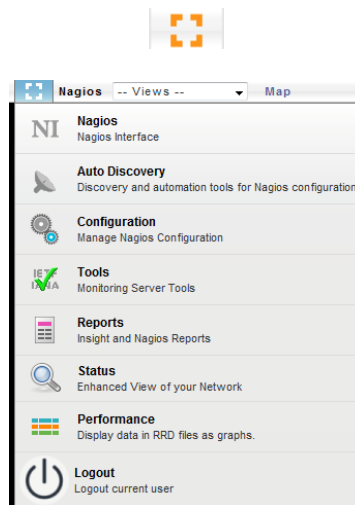 Nagios -- Views -- Map
NI
Nagios
Nagios Interface
Auto Discovery
Discovery and automation tools for Nagios configuration
Configuration
Manage Nagios Configuration
IETF
IANA
Tools
Monitoring Server Tools
Reports
Insight and Nagios Reports
Status
Enhanced View of your Network
Performance
Display data in RRD files as graphs.
Logout
Logout current user